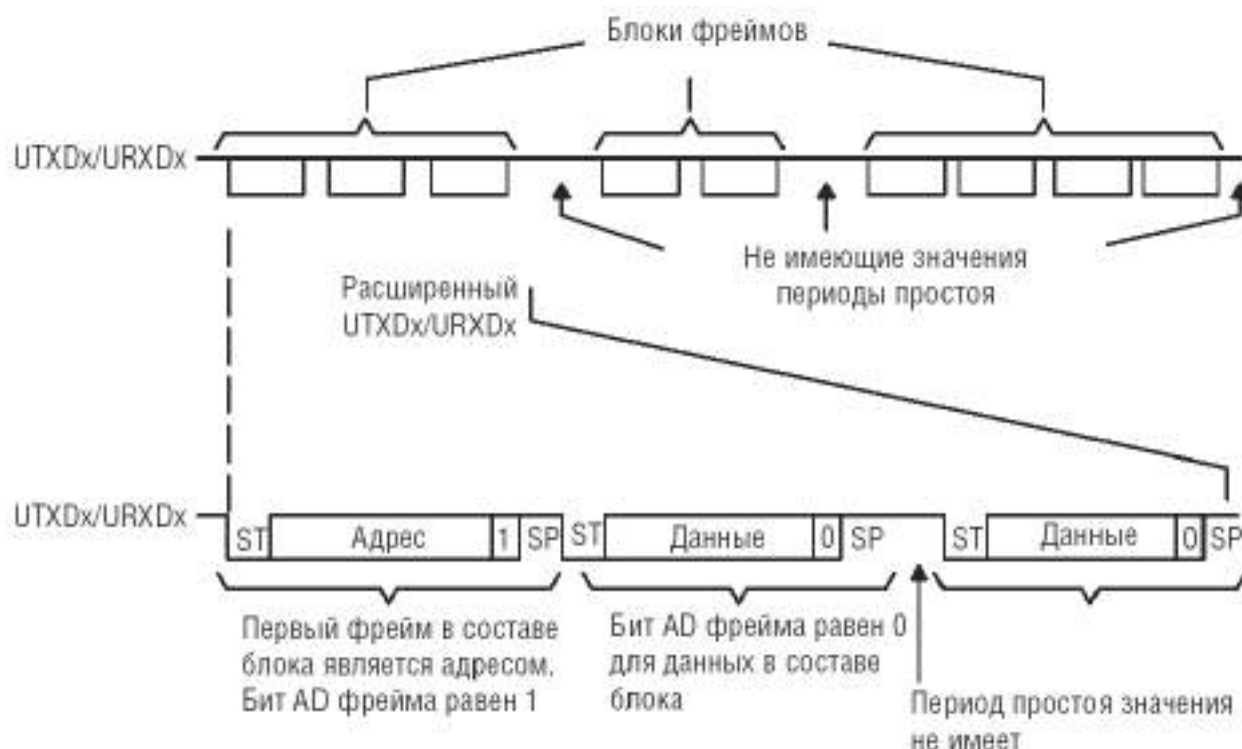 Блоки фреймов
UTXDx/URXDx
Не имеющие значения
периоды простоя
Расширенный
UTXDx/URXDx
UTXDx/URXDx
ST Адрес 1 SP ST Данные 0 SP ST Данные 0 SP
Первый фрейм в составе
блока является адресом.
Бит AD фрейма равен 1
Бит AD фрейма равен 0
для данных в составе
блока
Период простоя значения
не имеет